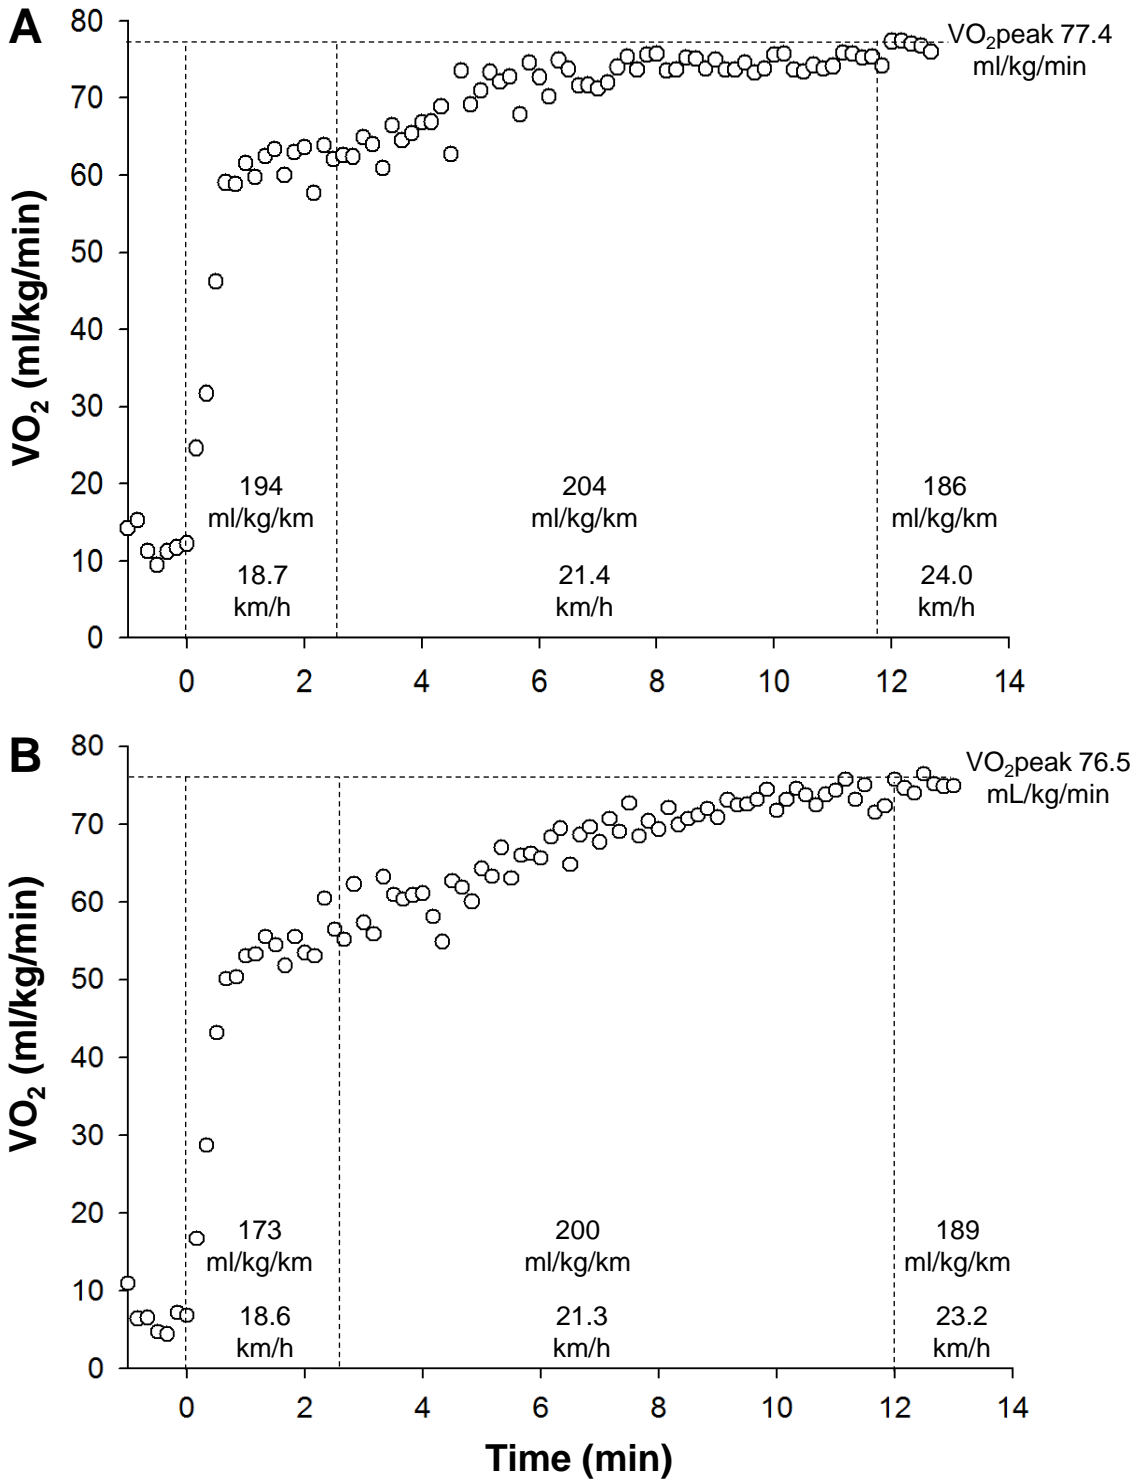 A
VO₂ (ml/kg/min)
80
70
60
50
40
30
20
10
0
VO₂peak 77.4
ml/kg/min
194
ml/kg/km
18.7
km/h
204
ml/kg/km
21.4
km/h
186
ml/kg/km
24.0
km/h
0 2 4 6 8 10 12 14
B
VO₂ (ml/kg/min)
80
70
60
50
40
30
20
10
0
VO₂peak 76.5
mL/kg/min
173
ml/kg/km
18.6
km/h
200
ml/kg/km
21.3
km/h
189
ml/kg/km
23.2
km/h
0 2 4 6 8 10 12 14
Time (min)